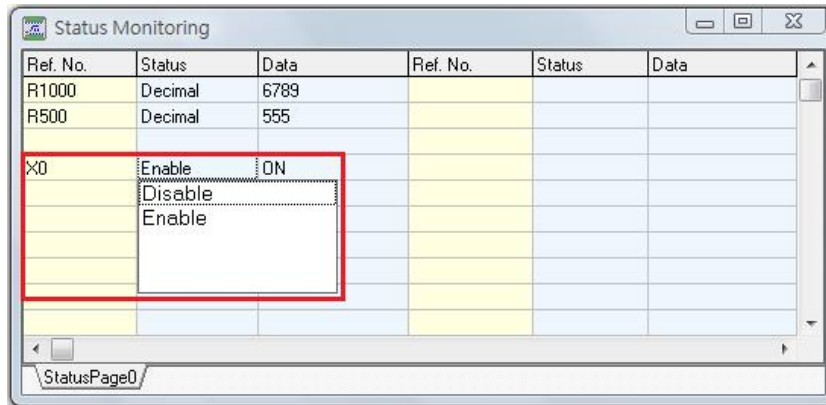 Status Monitoring
Ref. No. Status Data Ref. No. Status Data
R1000 Decimal 6789
R500 Decimal 555
X0 Enable ON
Disable
Enable
StatusPage0